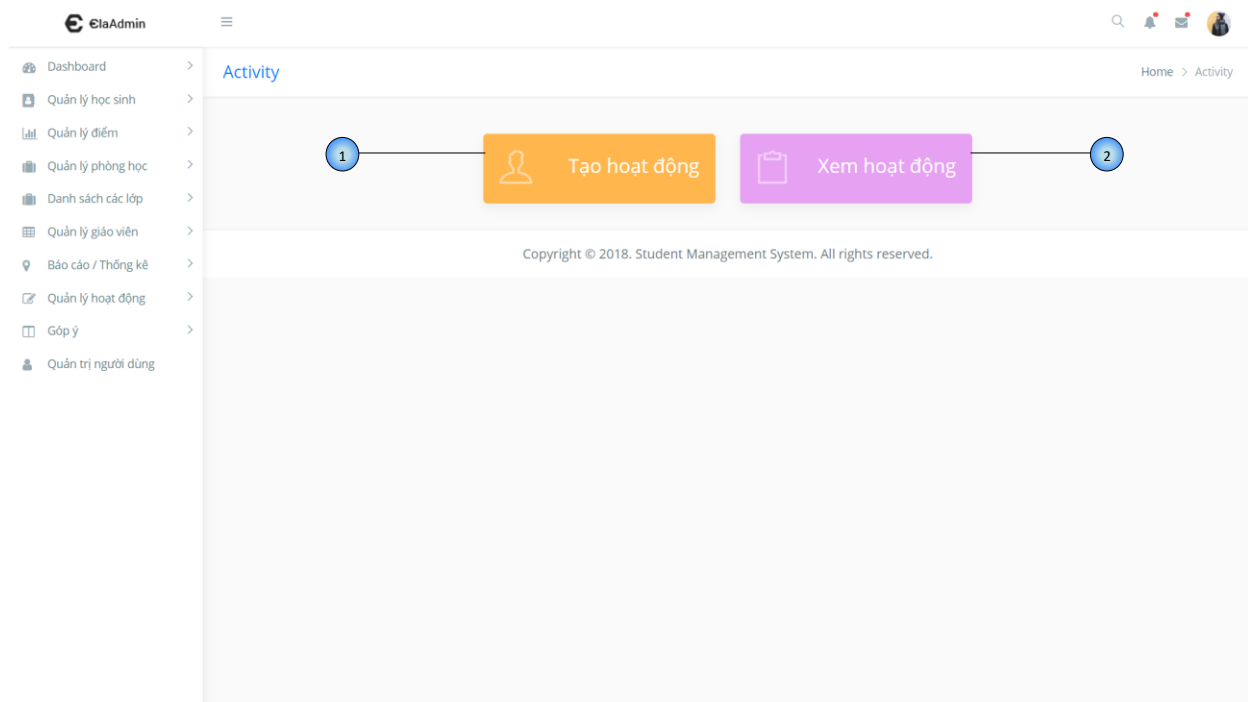 ElaAdmin
Activity
Home > Activity
Dashboard
Quản lý học sinh
Quản lý điểm
Quản lý phòng học
Danh sách các lớp
Quản lý giáo viên
Báo cáo / Thống kê
Quản lý hoạt động
Góp ý
Quản trị người dùng
1
Tạo hoạt động
Xem hoạt động
2
Copyright © 2018. Student Management System. All rights reserved.